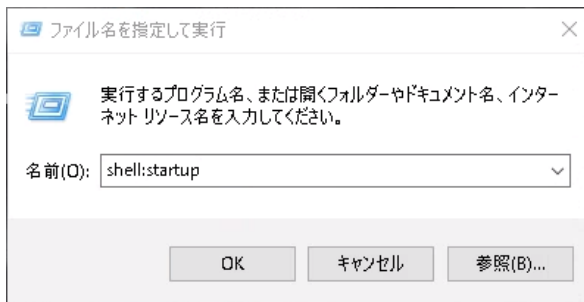 ファイル名を指定して実行
実行するプログラム名、または開くフォルダーやドキュメント名、インター
ネット リソース名を入力してください。
名前(O): shell:startup
OK キャンセル 参照(B)...